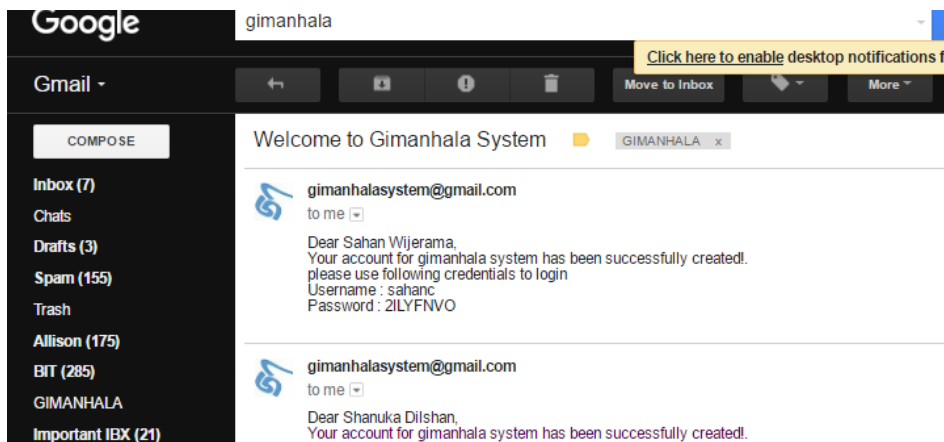 Google
gimanhala
Click here to enable desktop notifications f
Gmail
Move to Inbox
More
COMPOSE
Welcome to Gimanhala System
GIMANHALA x
Inbox (7)
Chats
Drafts (3)
Spam (155)
Trash
Allison (175)
BIT (285)
GIMANHALA
Important IBX (21)
gimanhalasystem@gmail.com
to me
Dear Sahan Wijerama,
Your account for gimanhala system has been successfully created!.
please use following credentials to login
Username : sahanc
Password : 2ILYFNVO
gimanhalasystem@gmail.com
to me
Dear Shanuka Dilshan,
Your account for gimanhala system has been successfully created!.